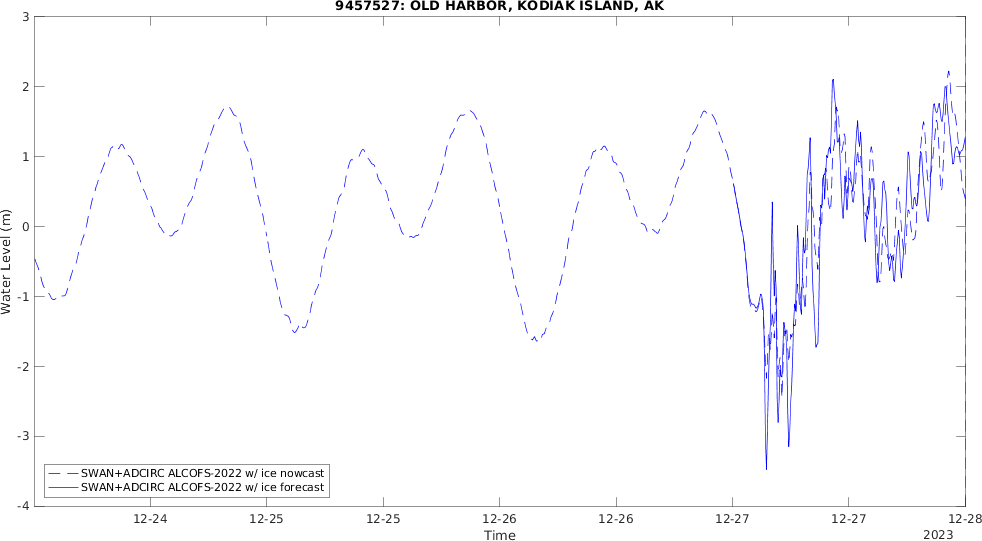 9457527: OLD HARBOR, KODIAK ISLAND, AK
3
2
1
0
-1
-2
-3
-4
Water Level (m)
SWAN+ADCIRC ALCOFS-2022 w/ ice nowcast
SWAN+ADCIRC ALCOFS-2022 w/ ice forecast
12-24 12-25 12-25 12-26 12-26 12-27 12-27 12-28
Time
2023